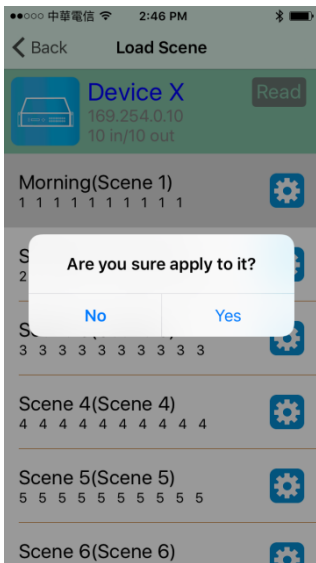 中華電信 2:46 PM
Back Load Scene
Device X
Read
169.254.0.10
10 in/10 out
Morning(Scene 1)
1 1 1 1 1 1 1 1 1 1
Are you sure apply to it?
No Yes
3 3 3 3 3 3 3 3 3 3
Scene 4(Scene 4)
4 4 4 4 4 4 4 4 4 4
Scene 5(Scene 5)
5 5 5 5 5 5 5 5 5 5
Scene 6(Scene 6)